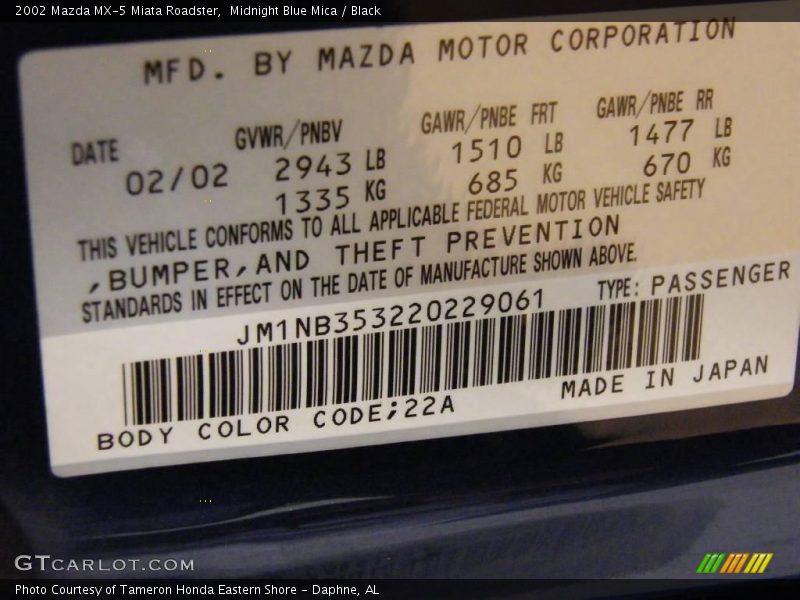 2002 Mazda MX-5 Miata Roadster,  Midnight Blue Mica / Black
MFD. BY MAZDA MOTOR CORPORATION
DATE GVWR/PNBV GAWR/PNBE FRT GAWR/PNBE RR
02/02 2943 LB 1510 LB 1477 LB
1335 KG 685 KG 670 KG
THIS VEHICLE CONFORMS TO ALL APPLICABLE FEDERAL MOTOR VEHICLE SAFETY
,BUMPER,AND THEFT PREVENTION
STANDARDS IN EFFECT ON THE DATE OF MANUFACTURE SHOWN ABOVE.
JM1NB353220229061 TYPE: PASSENGER
BODY COLOR CODE;22A MADE IN JAPAN
GTCARLOT.COM
Photo Courtesy of Tameron Honda Eastern Shore - Daphne, AL